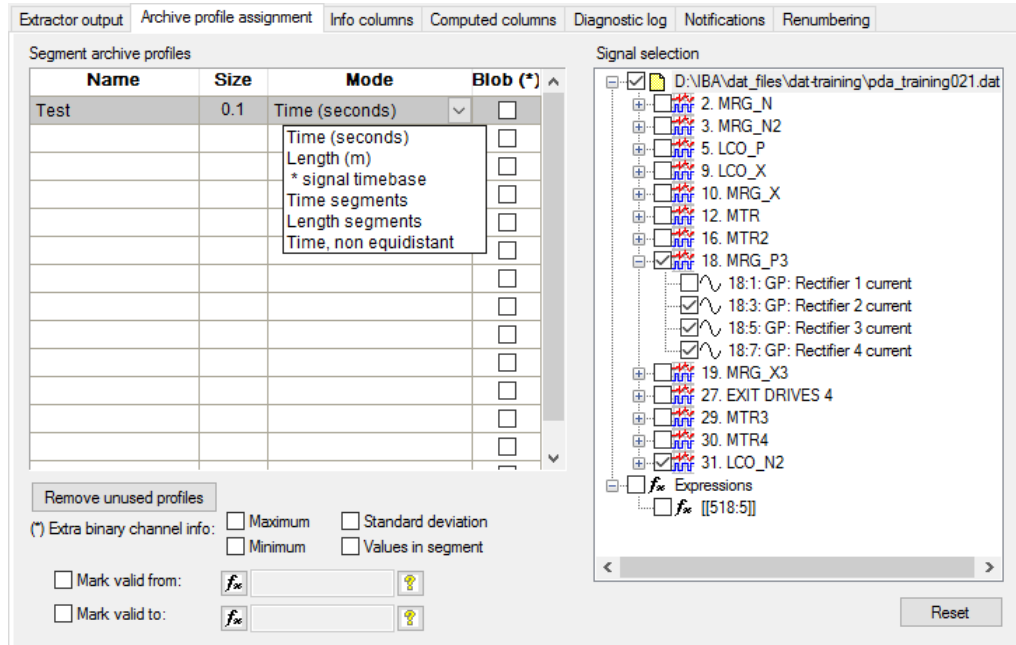 Extractor output Archive profile assignment Info columns Computed columns Diagnostic log Notifications Renumbering
Segment archive profiles
Name Size Mode Blob (*)
Test 0.1 Time (seconds)
Time (seconds)
Length (m)
* signal timebase
Time segments
Length segments
Time, non equidistant
Remove unused profiles
(*) Extra binary channel info: Maximum Standard deviation
Minimum Values in segment
Mark valid from: fx ?
Mark valid to: fx ?
Signal selection
D:\IBA\dat_files\dat-training\pda_training021.dat
2. MRG_N
3. MRG_N2
5. LCO_P
9. LCO_X
10. MRG_X
12. MTR
16. MTR2
18. MRG_P3
18:1: GP: Rectifier 1 current
18:3: GP: Rectifier 2 current
18:5: GP: Rectifier 3 current
18:7: GP: Rectifier 4 current
19. MRG_X3
27. EXIT DRIVES 4
29. MTR3
30. MTR4
31. LCO_N2
fx Expressions
fx [[518:5]]
Reset